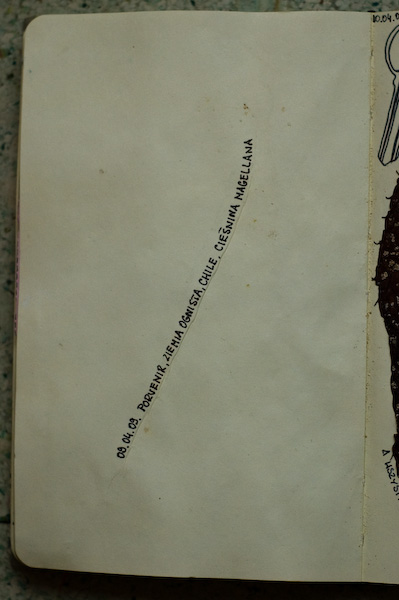 09.04.09. PORVENIR, ZIEMIA OGNISTA, CHILE, CIEŚNINA MAGELLANA